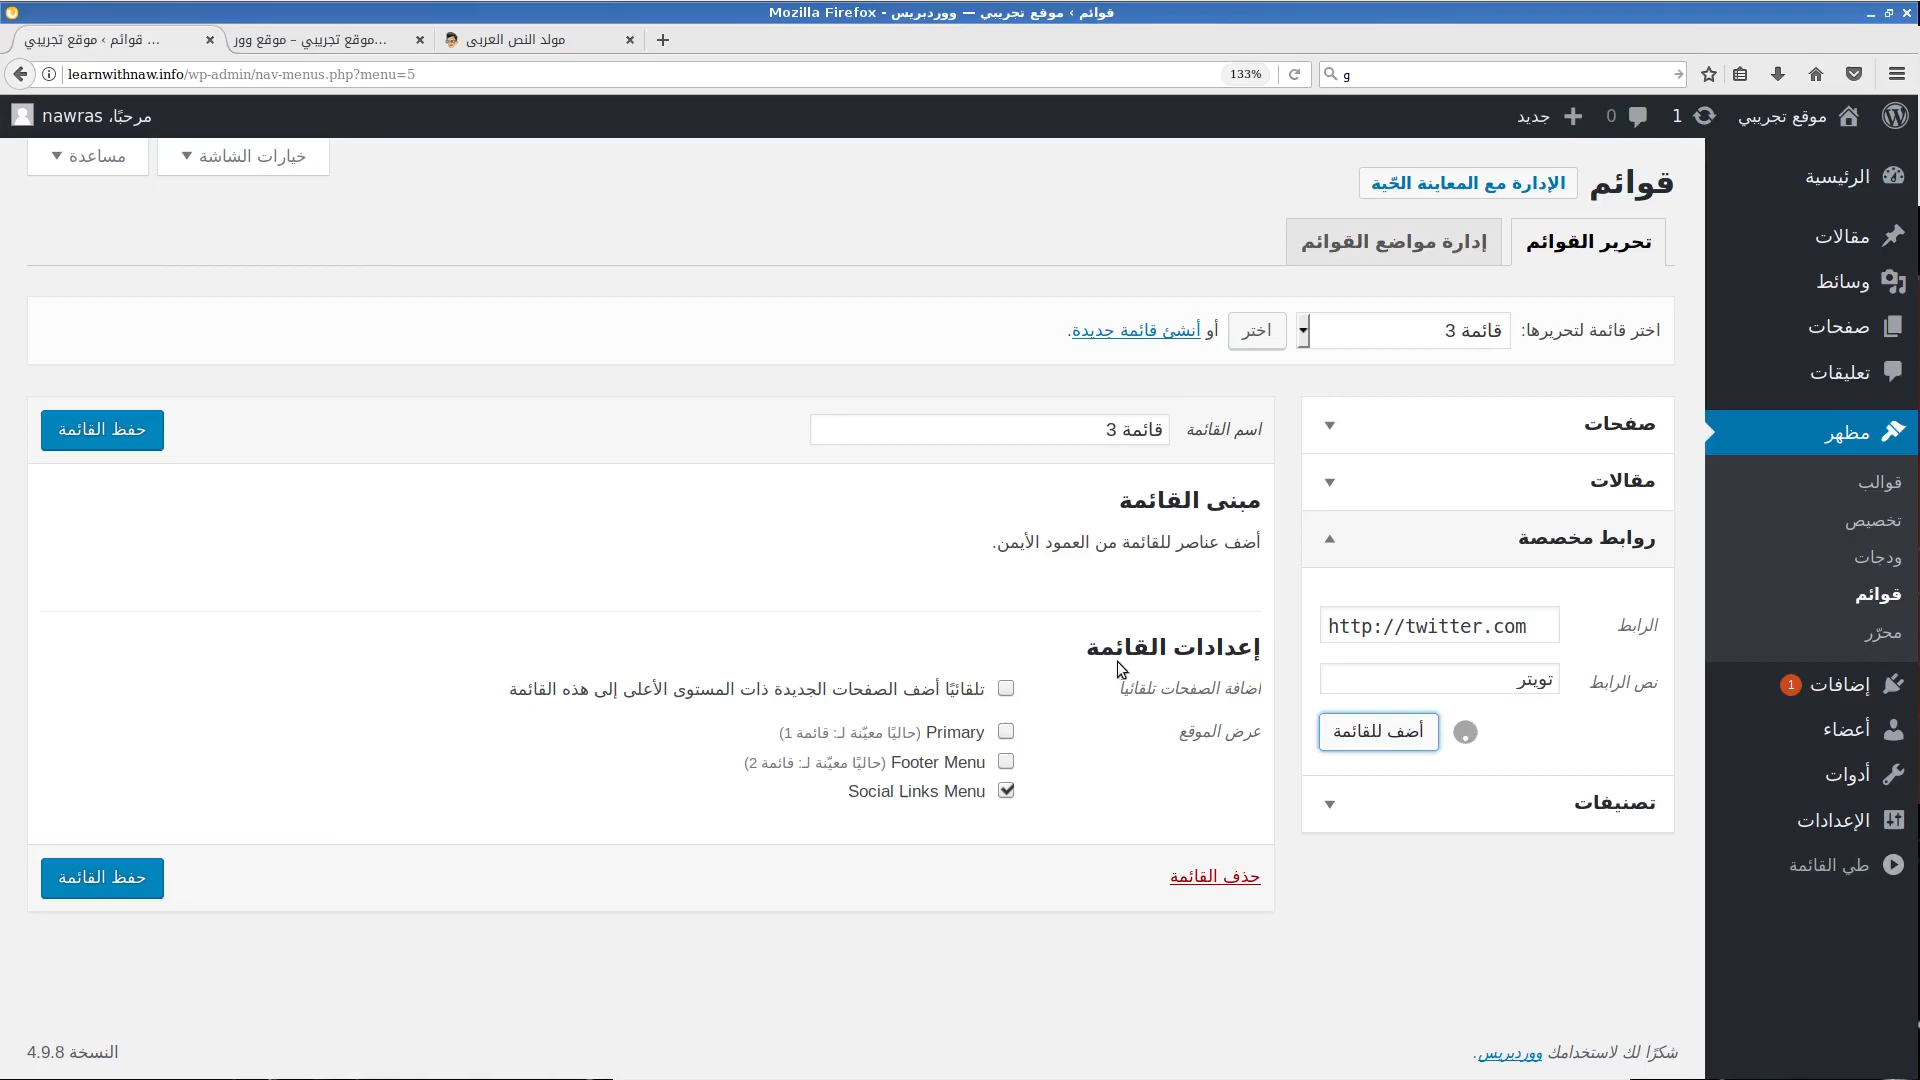 قوائم ‹ موقع تجريبي — ووردبريس - Mozilla Firefox
قوائم ‹ موقع تجريبي ...
موقع تجريبي – موقع وور...
مولد النص العربى
learnwithnaw.info/wp-admin/nav-menus.php?menu=5
133%
و
موقع تجريبي
1
0
جديد
مرحبًا، nawras
خيارات الشاشة
مساعدة
الرئيسية
مقالات
وسائط
صفحات
تعليقات
مظهر
قوالب
تخصيص
ودجات
قوائم
محرّر
إضافات 1
أعضاء
أدوات
الإعدادات
طي القائمة
قوائم
الإدارة مع المعاينة الحّية
تحرير القوائم
إدارة مواضع القوائم
اختر قائمة لتحريرها: قائمة 3 اختر أو أنشئ قائمة جديدة.
صفحات
مقالات
روابط مخصصة
الرابط http://twitter.com
نص الرابط تويتر
أضف للقائمة
تصنيفات
اسم القائمة قائمة 3
حفظ القائمة
مبنى القائمة
أضف عناصر للقائمة من العمود الأيمن.
إعدادات القائمة
اضافة الصفحات تلقائيا تلقائيًا أضف الصفحات الجديدة ذات المستوى الأعلى إلى هذه القائمة
عرض الموقع Primary (حاليًا معيّنة لـ: قائمة 1)
Footer Menu (حاليًا معيّنة لـ: قائمة 2)
Social Links Menu
حذف القائمة
حفظ القائمة
شكرًا لك لاستخدامك ووردبريس.
النسخة 4.9.8